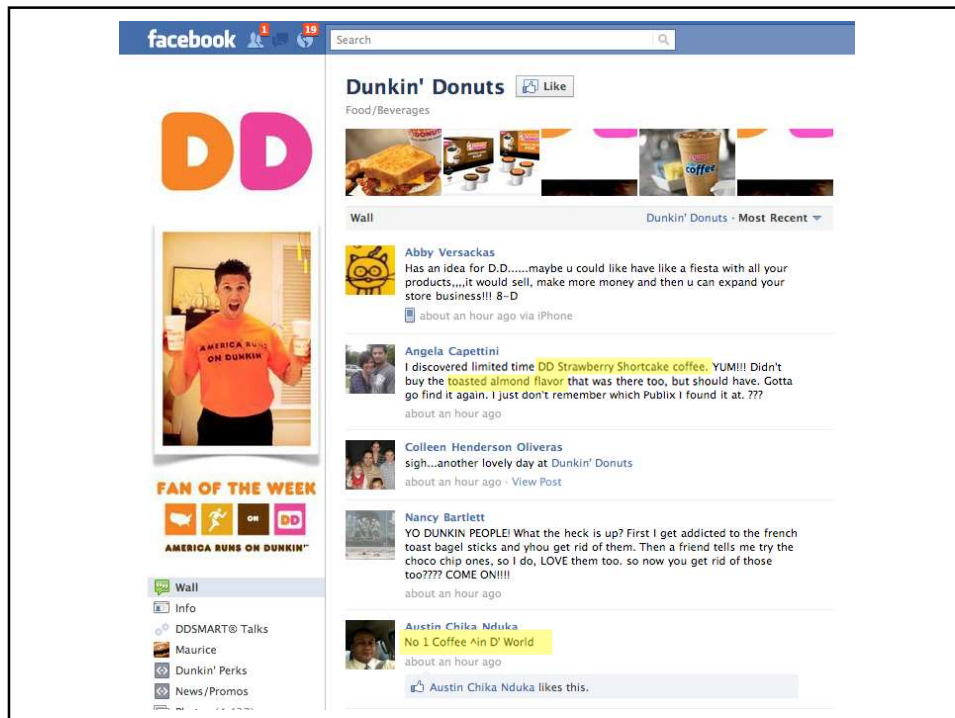 facebook
1
19
Search
Dunkin' Donuts
Like
Food/Beverages
DD
DONUTS
coffee
Wall
Dunkin' Donuts · Most Recent
Abby Versackas
Has an idea for D.D......maybe u could like have like a fiesta with all your
products,,,,it would sell, make more money and then u can expand your
store business!!! 8-D
about an hour ago via iPhone
AMERICA RUNS
ON DUNKIN'
Angela Capettini
I discovered limited time DD Strawberry Shortcake coffee. YUM!!! Didn't
buy the toasted almond flavor that was there too, but should have. Gotta
go find it again. I just don't remember which Publix I found it at. ???
about an hour ago
Colleen Henderson Oliveras
sigh...another lovely day at Dunkin' Donuts
about an hour ago · View Post
FAN OF THE WEEK
ON
DD
AMERICA RUNS ON DUNKIN'™
Nancy Bartlett
YO DUNKIN PEOPLE! What the heck is up? First I get addicted to the french
toast bagel sticks and yhou get rid of them. Then a friend tells me try the
choco chip ones, so I do, LOVE them too. so now you get rid of those
too???? COME ON!!!!
about an hour ago
Wall
Info
DDSMART® Talks
Maurice
Dunkin' Perks
News/Promos
Austin Chika Nduka
No 1 Coffee ^in D' World
about an hour ago
Austin Chika Nduka likes this.